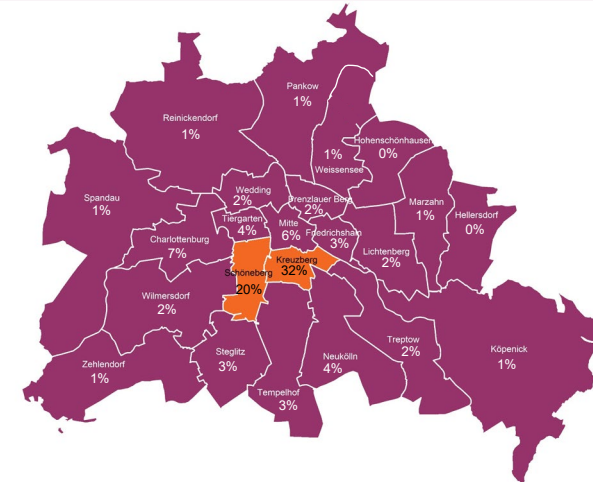 Pankow
1%
Reinickendorf
1%
Hohenschönhausen
0%
1%
Weissensee
Spandau
1%
Wedding
2%
Prenzlauer Berg
2%
Marzahn
1%
Hellersdorf
0%
Tiergarten
4%
Mitte
6%
Friedrichshain
3%
Charlottenburg
7%
Lichtenberg
2%
Schöneberg
20%
Kreuzberg
32%
Wilmersdorf
2%
Steglitz
3%
Neukölln
4%
Treptow
2%
Köpenick
1%
Zehlendorf
1%
Tempelhof
3%